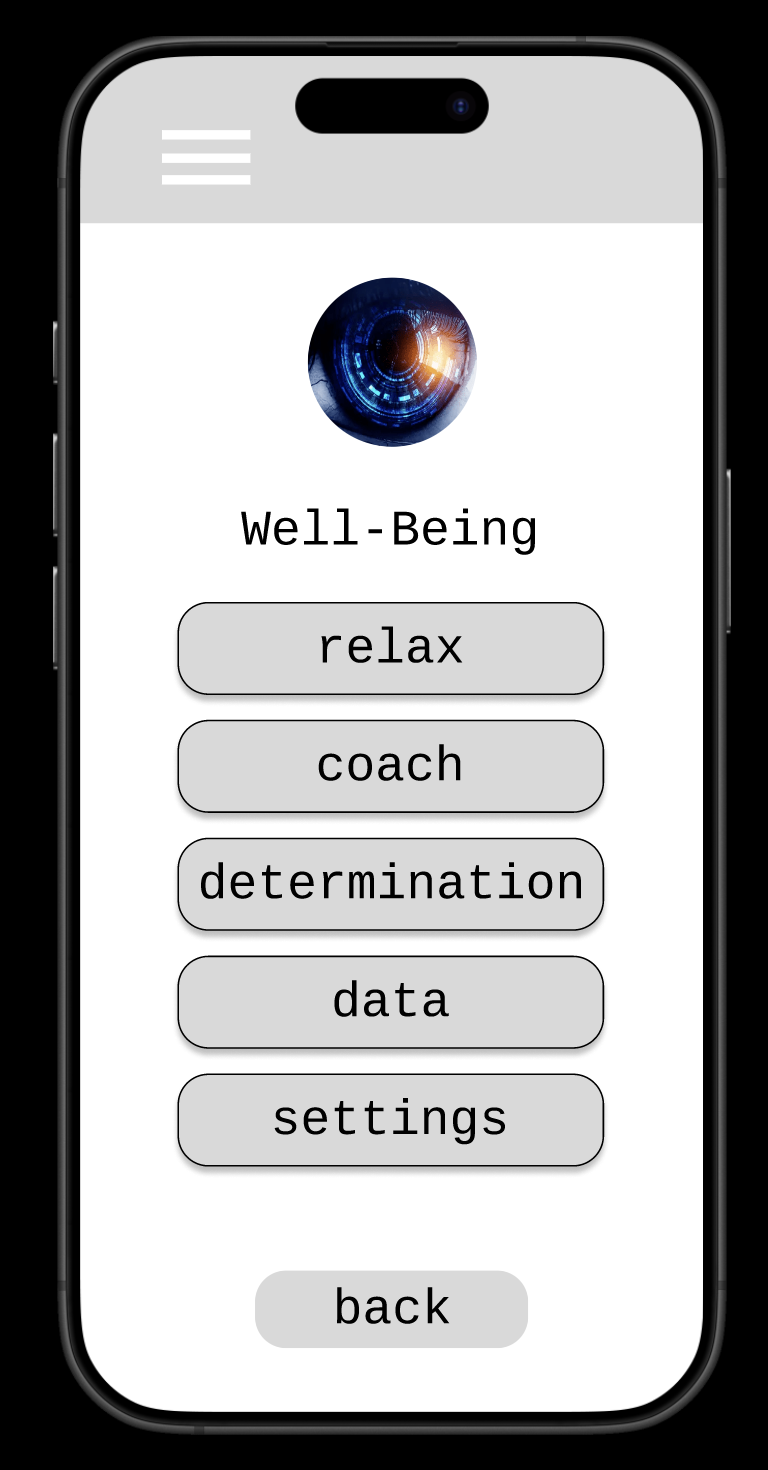 Well-Being
relax
coach
determination
data
settings
back